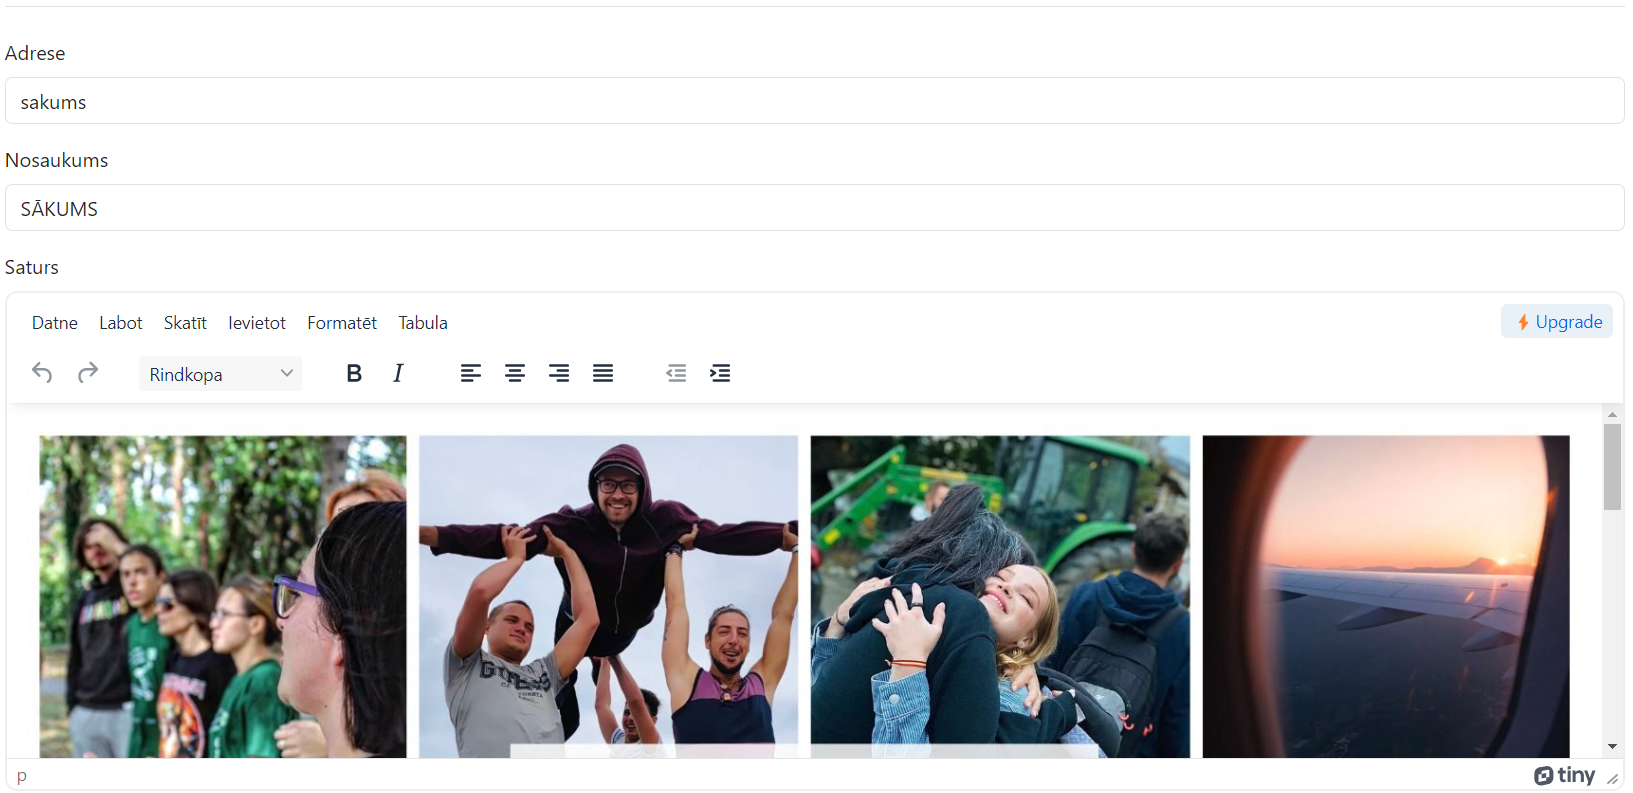 Adrese
sakums
Nosaukums
SĀKUMS
Saturs
Datne Labot Skatīt Ievietot Formatēt Tabula Upgrade
Rindkopa B I
p tiny